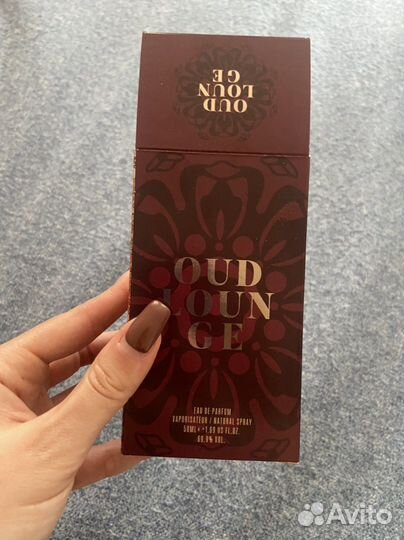 OUD
LOUN
GE
OUD
LOUN
GE
EAU DE PARFUM
VAPORISATEUR / NATURAL SPRAY
50ML ℮ 1.69 US FL.OZ.
Avito